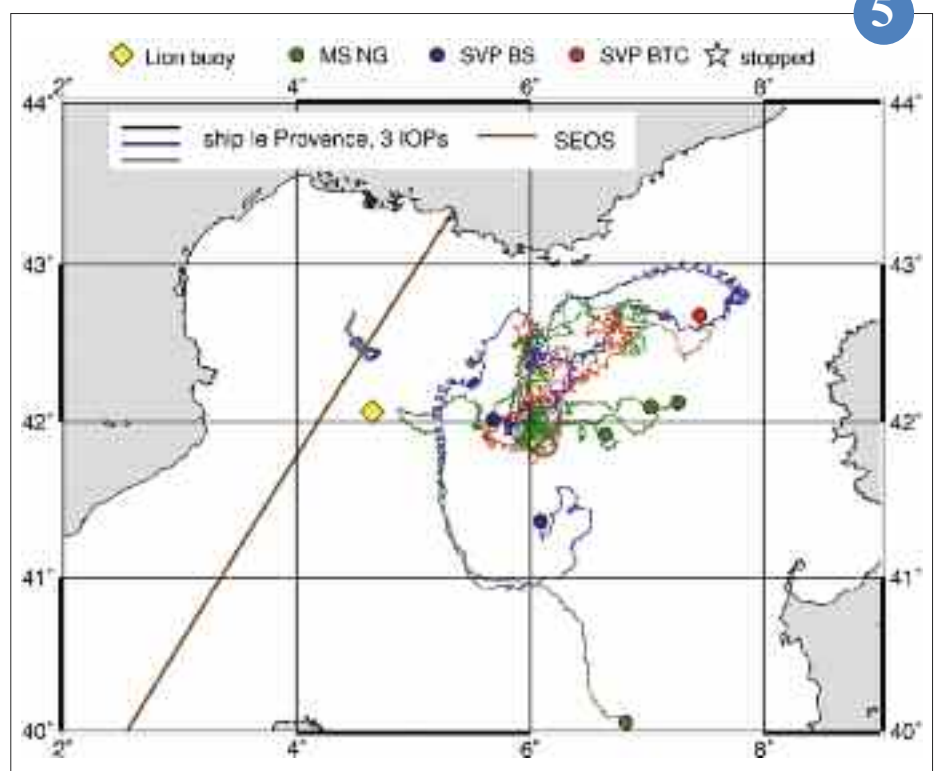 5
Lion buoy MS NG SVP BS SVP BTC stopped
2° 4° 6° 8°
44° 44°
ship le Provence, 3 IOPs SEOS
43° 43°
42° 42°
41° 41°
40° 40°
2° 4° 6° 8°